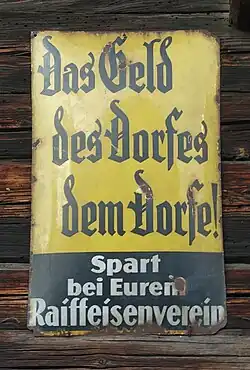 Das Geld
des Dorfes
dem Dorfe!
Spart
bei Eurem
Raiffeisenverein